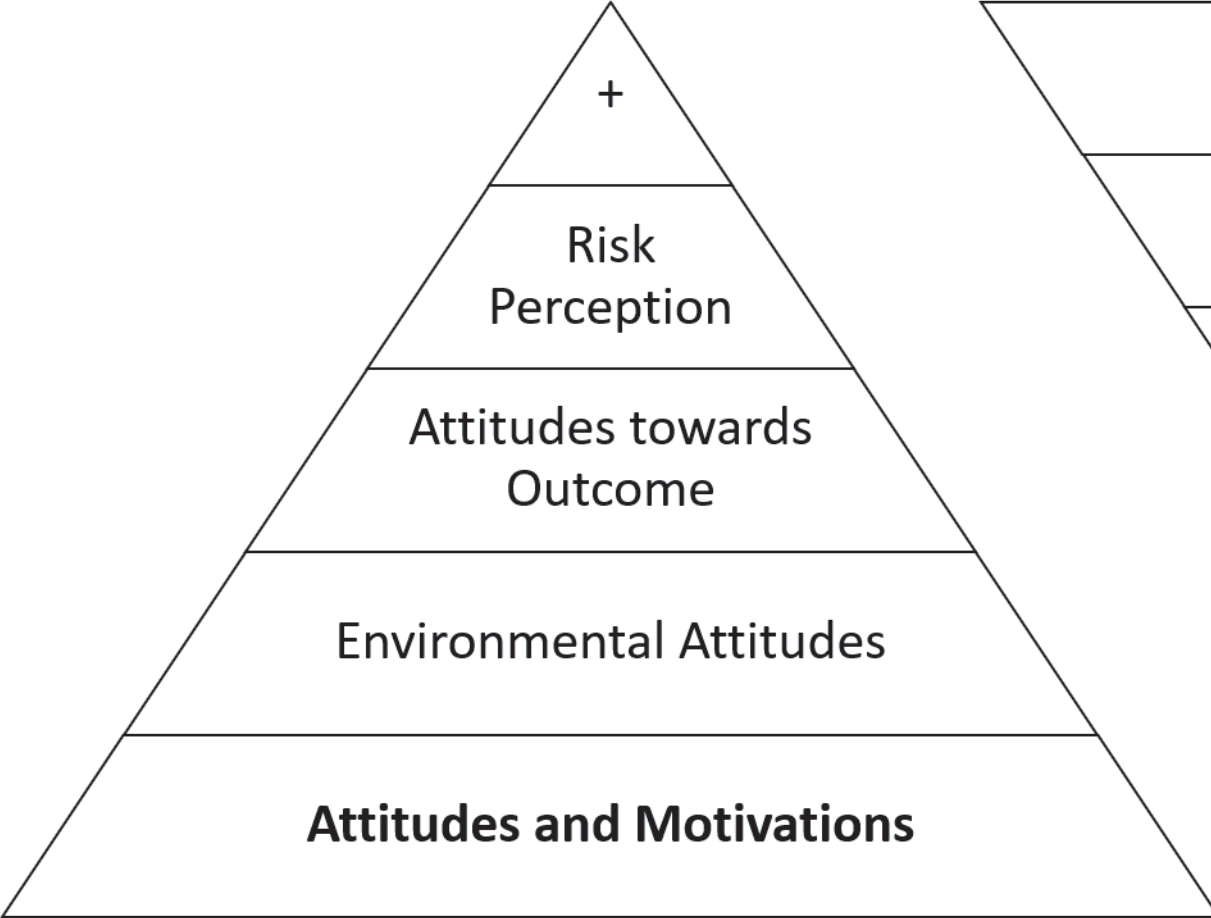 +
Risk
Perception
Attitudes towards
Outcome
Environmental Attitudes
Attitudes and Motivations